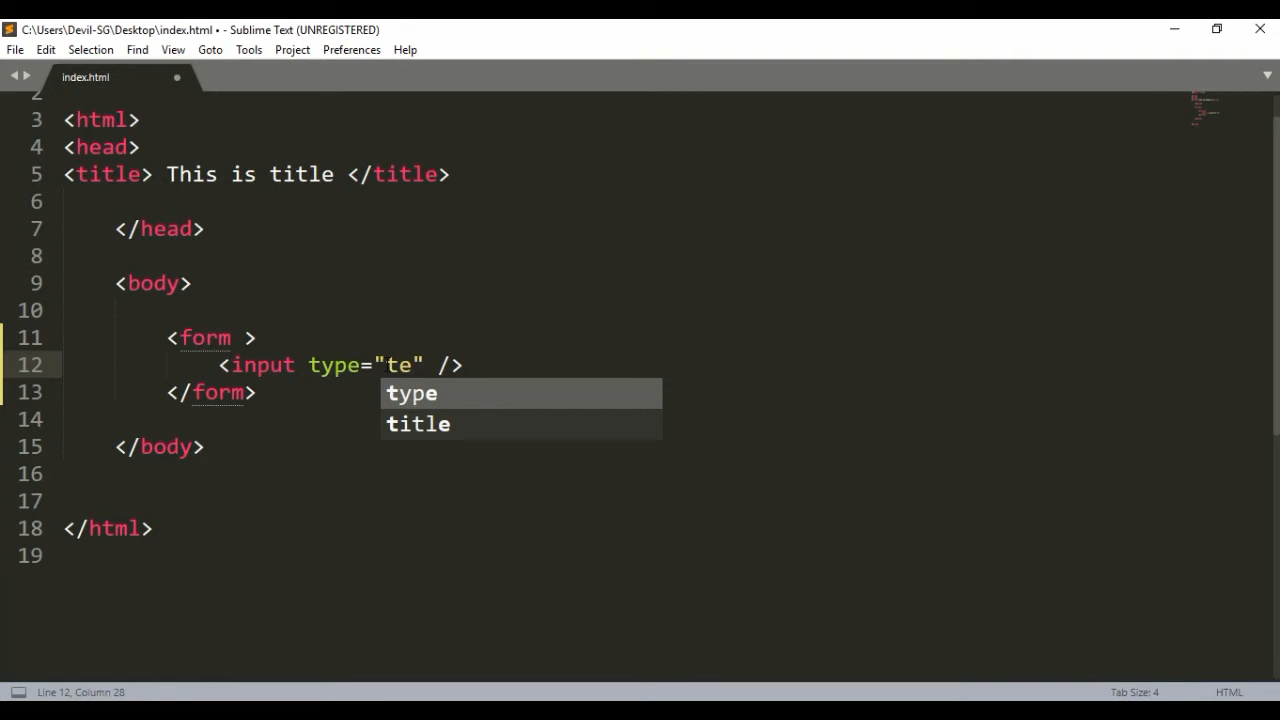 C:\Users\Devil-SG\Desktop\index.html • - Sublime Text (UNREGISTERED)
File Edit Selection Find View Goto Tools Project Preferences Help
index.html
2
3 <html>
4 <head>
5 <title> This is title </title>
6
7 </head>
8
9 <body>
10
11 <form >
12 <input type="te" />
type
13 </form>
title
14
15 </body>
16
17
18 </html>
19
Line 12, Column 28 Tab Size: 4 HTML